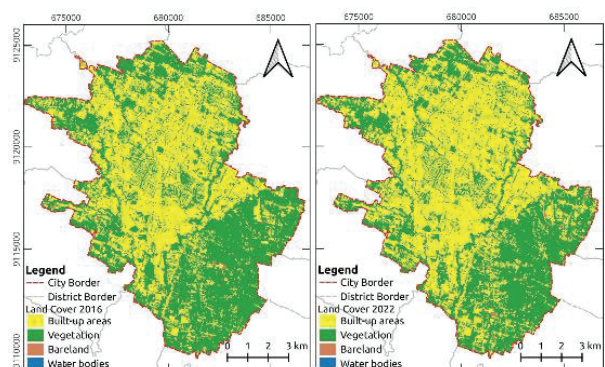 675000 680000 685000
9125000
9120000
9115000
9110000
Legend
City Border
District Border
Land Cover 2016
Built-up areas
Vegetation
Bareland
Water bodies
0 1 2 3 km
675000 680000 685000
Legend
City Border
District Border
Land Cover 2022
Built-up areas
Vegetation
Bareland
Water bodies
0 1 2 3 km